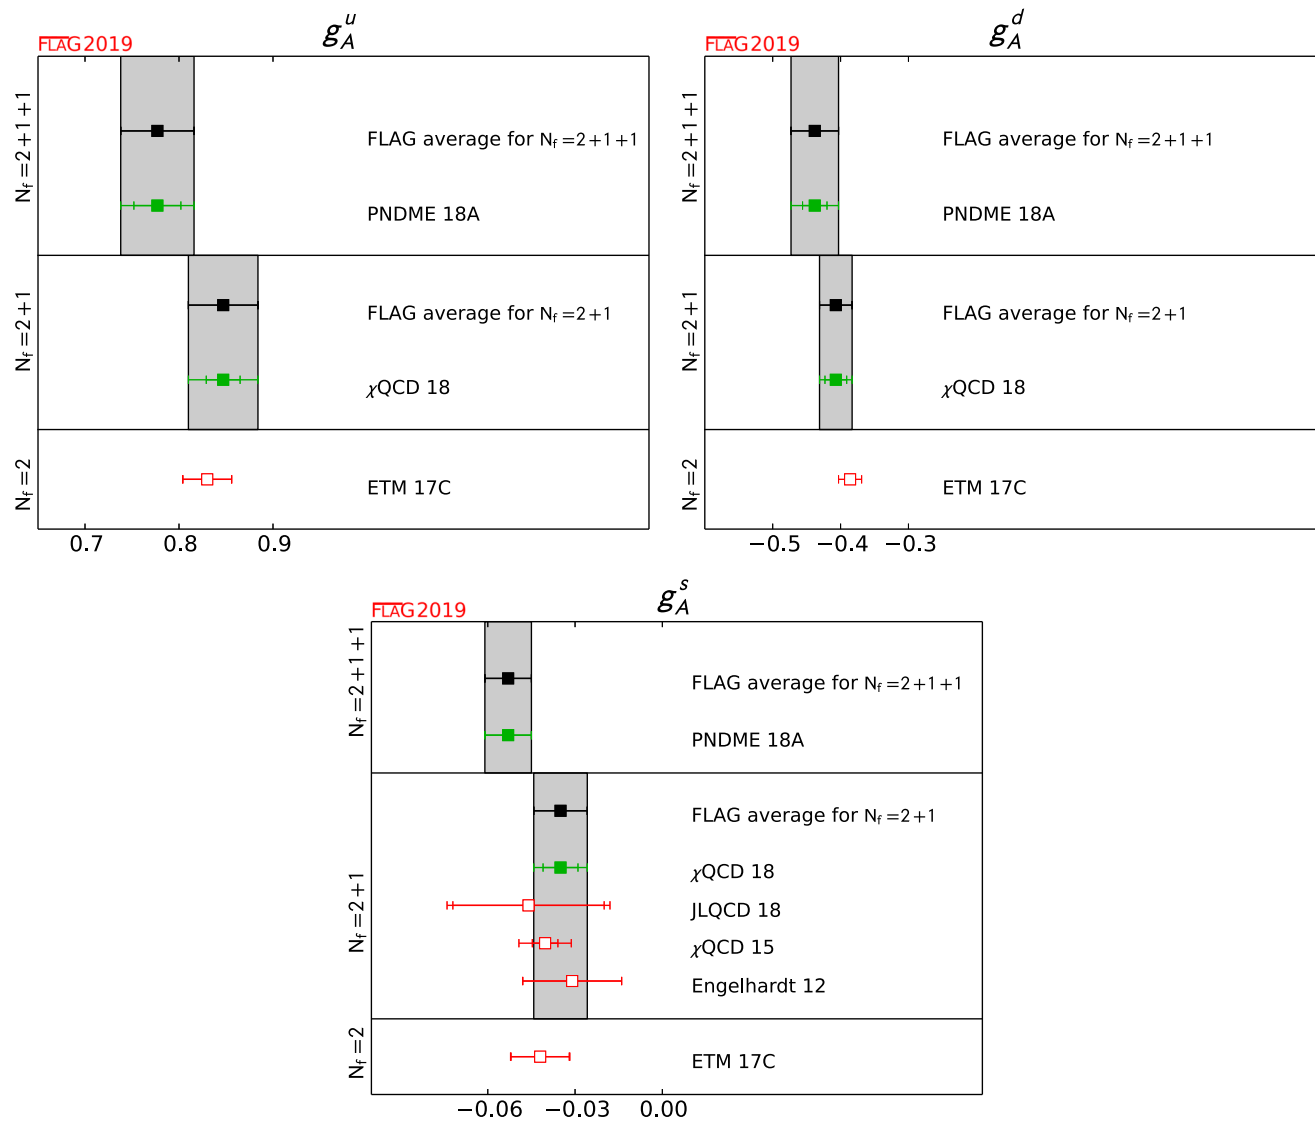 FLAG2019
g_A^u
N_f=2+1+1
FLAG average for N_f=2+1+1
PNDME 18A
N_f=2+1
FLAG average for N_f=2+1
χQCD 18
N_f=2
ETM 17C
0.7 0.8 0.9
FLAG2019
g_A^d
N_f=2+1+1
FLAG average for N_f=2+1+1
PNDME 18A
N_f=2+1
FLAG average for N_f=2+1
χQCD 18
N_f=2
ETM 17C
−0.5 −0.4 −0.3
FLAG2019
g_A^s
N_f=2+1+1
FLAG average for N_f=2+1+1
PNDME 18A
N_f=2+1
FLAG average for N_f=2+1
χQCD 18
JLQCD 18
χQCD 15
Engelhardt 12
N_f=2
ETM 17C
−0.06 −0.03 0.00